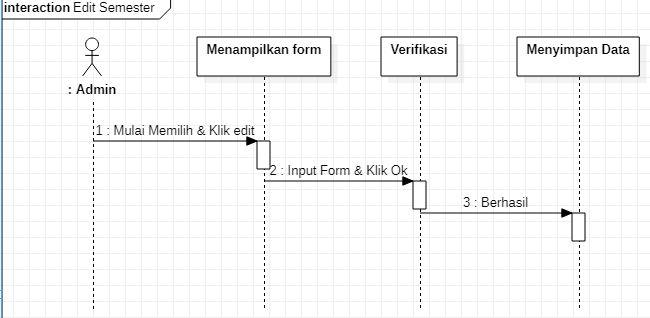 interaction Edit Semester
Menampilkan form
Verifikasi
Menyimpan Data
: Admin
1 : Mulai Memilih & Klik edit
2 : Input Form & Klik Ok
3 : Berhasil